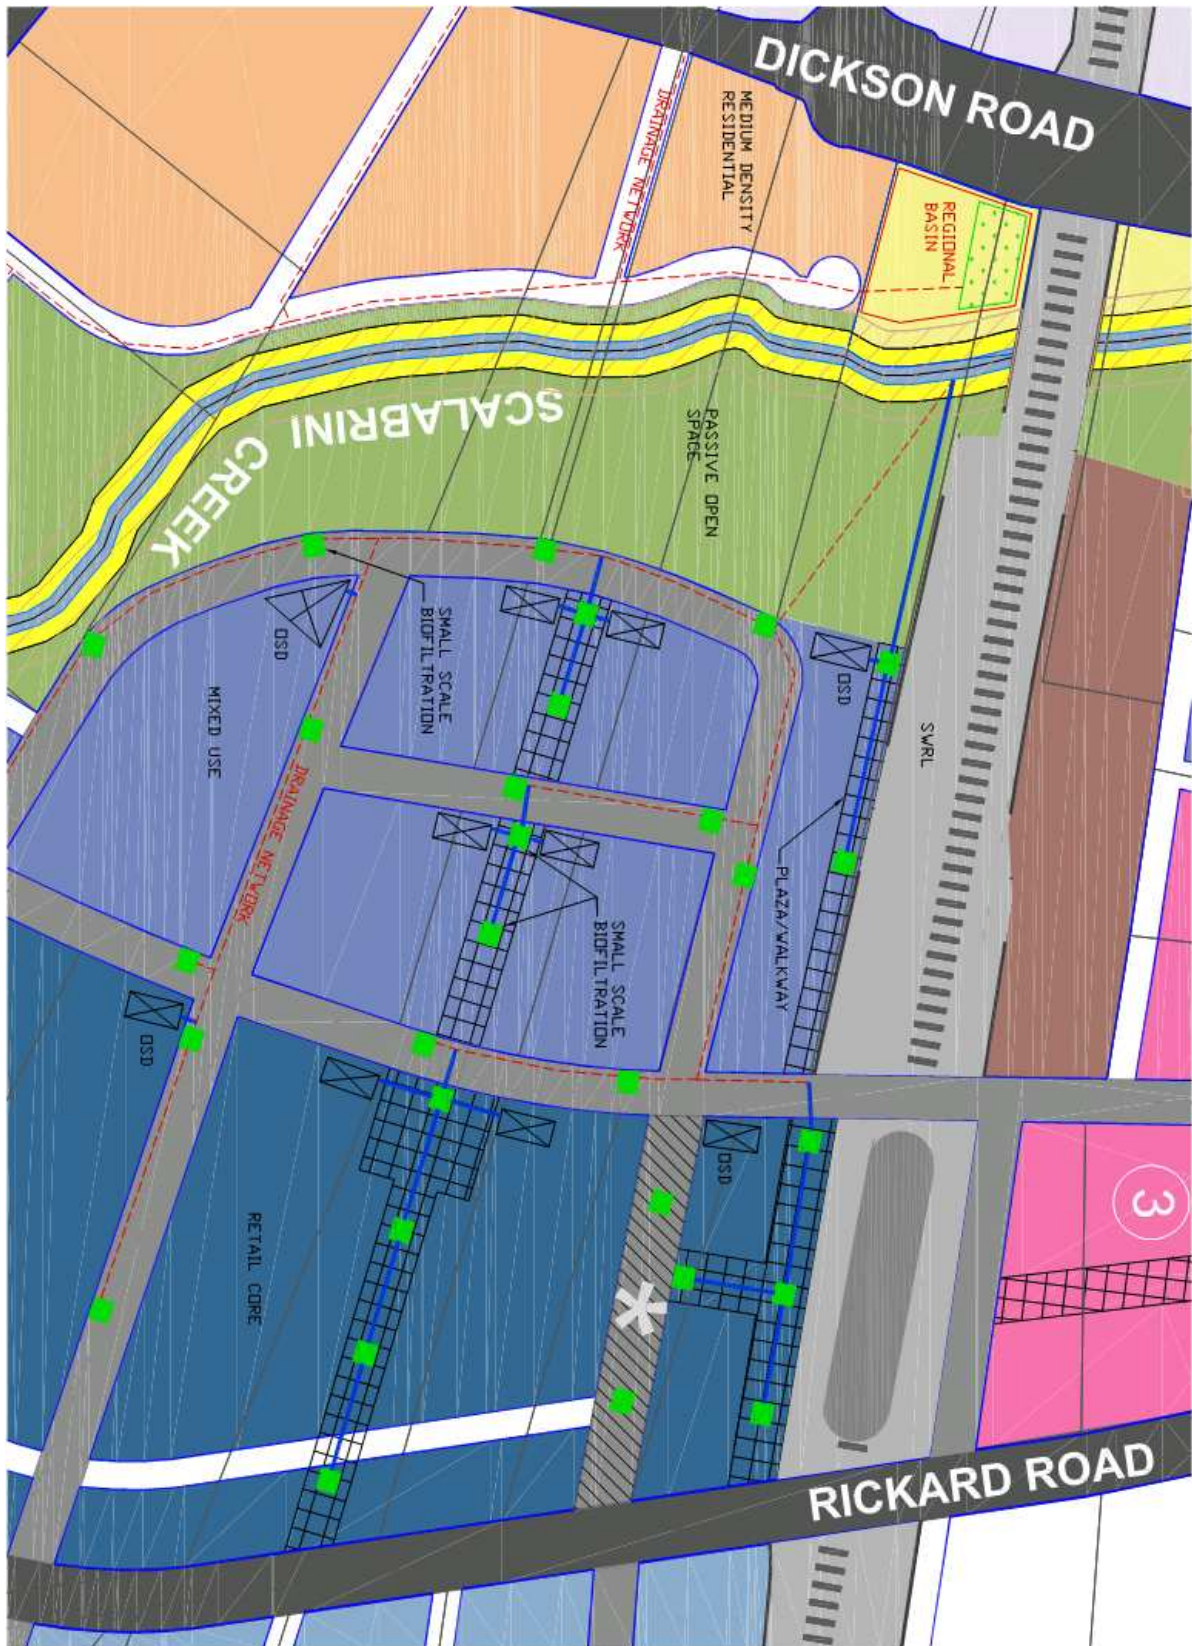 DICKSON ROAD
DRAINAGE NETWORK
MEDIUM DENSITY
RESIDENTIAL
REGIONAL
BASIN
SCALABRINI CREEK
PASSIVE OPEN
SPACE
SMALL SCALE
BIOFILTRATION
OSD
OSD
SWRL
MIXED USE
DRAINAGE NETWORK
PLAZA/WALKWAY
SMALL SCALE
BIOFILTRATION
OSD
OSD
3
RETAIL CORE
*
RICKARD ROAD